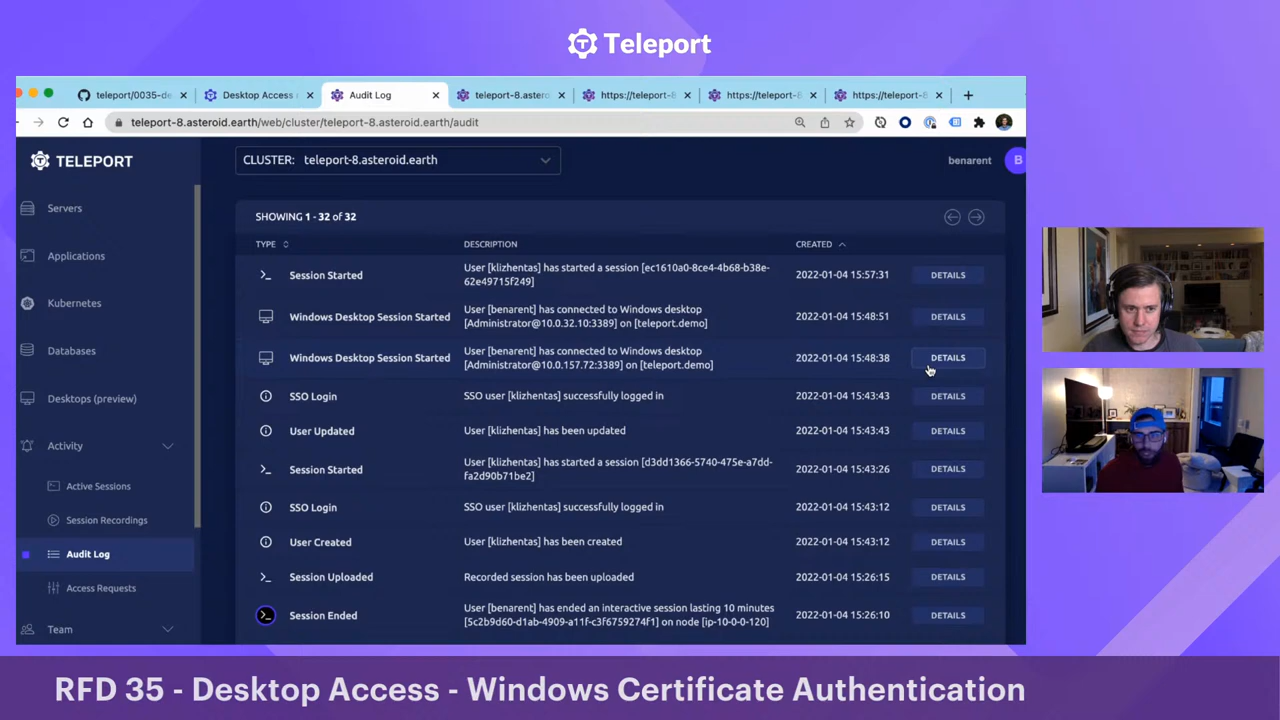 Teleport
teleport/0035-de
Desktop Access
Audit Log
teleport-8.astero
https://teleport-8
https://teleport-8
https://teleport-8
teleport-8.asteroid.earth/web/cluster/teleport-8.asteroid.earth/audit
TELEPORT
CLUSTER: teleport-8.asteroid.earth
benarent
B
Servers
Applications
Kubernetes
Databases
Desktops (preview)
Activity
Active Sessions
Session Recordings
Audit Log
Access Requests
Team
SHOWING 1 - 32 of 32
TYPE DESCRIPTION CREATED
Session Started User [klizhentas] has started a session [ec1610a0-8ce4-4b68-b38e-
62e49715f249] 2022-01-04 15:57:31 DETAILS
Windows Desktop Session Started User [benarent] has connected to Windows desktop
[Administrator@10.0.32.10:3389] on [teleport.demo] 2022-01-04 15:48:51 DETAILS
Windows Desktop Session Started User [benarent] has connected to Windows desktop
[Administrator@10.0.157.72:3389] on [teleport.demo] 2022-01-04 15:48:38 DETAILS
SSO Login SSO user [klizhentas] successfully logged in 2022-01-04 15:43:43 DETAILS
User Updated User [klizhentas] has been updated 2022-01-04 15:43:43 DETAILS
Session Started User [klizhentas] has started a session [d3dd1366-5740-475e-a7dd-
fa2d90b71be2] 2022-01-04 15:43:26 DETAILS
SSO Login SSO user [klizhentas] successfully logged in 2022-01-04 15:43:12 DETAILS
User Created User [klizhentas] has been created 2022-01-04 15:43:12 DETAILS
Session Uploaded Recorded session has been uploaded 2022-01-04 15:26:15 DETAILS
Session Ended User [benarent] has ended an interactive session lasting 10 minutes
[5c2b9d60-d1ab-4909-a11f-c3f6759274f1] on node [ip-10-0-0-120] 2022-01-04 15:26:10 DETAILS
RFD 35 - Desktop Access - Windows Certificate Authentication